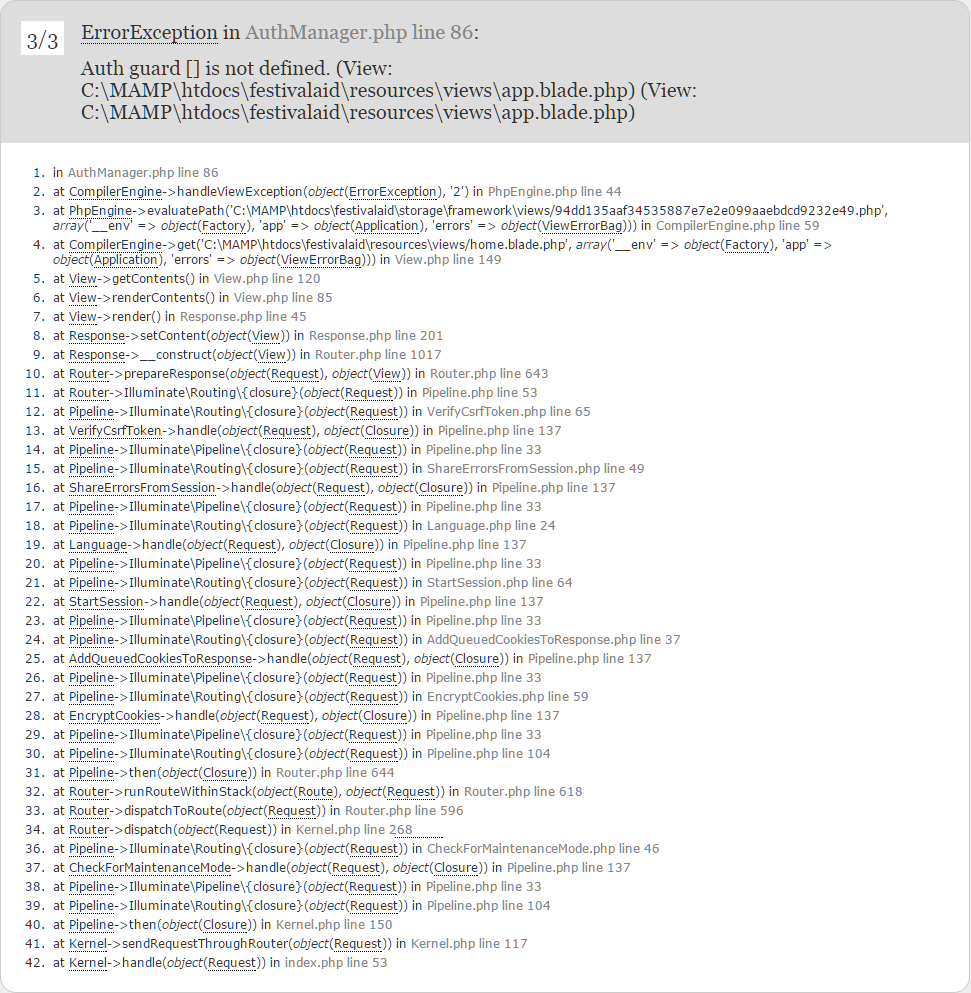 3/3
ErrorException in AuthManager.php line 86:
Auth guard [] is not defined. (View:
C:\MAMP\htdocs\festivalaid\resources\views\app.blade.php) (View:
C:\MAMP\htdocs\festivalaid\resources\views\app.blade.php)
1. in AuthManager.php line 86
2. at CompilerEngine->handleViewException(object(ErrorException), '2') in PhpEngine.php line 44
3. at PhpEngine->evaluatePath('C:\MAMP\htdocs\festivalaid\storage\framework\views/94dd135aaf34535887e7e2e099aaebdcd9232e49.php',
array('__env' => object(Factory), 'app' => object(Application), 'errors' => object(ViewErrorBag))) in CompilerEngine.php line 59
4. at CompilerEngine->get('C:\MAMP\htdocs\festivalaid\resources\views/home.blade.php', array('__env' => object(Factory), 'app' =>
object(Application), 'errors' => object(ViewErrorBag))) in View.php line 149
5. at View->getContents() in View.php line 120
6. at View->renderContents() in View.php line 85
7. at View->render() in Response.php line 45
8. at Response->setContent(object(View)) in Response.php line 201
9. at Response->__construct(object(View)) in Router.php line 1017
10. at Router->prepareResponse(object(Request), object(View)) in Router.php line 643
11. at Router->Illuminate\Routing\{closure}(object(Request)) in Pipeline.php line 53
12. at Pipeline->Illuminate\Routing\{closure}(object(Request)) in VerifyCsrfToken.php line 65
13. at VerifyCsrfToken->handle(object(Request), object(Closure)) in Pipeline.php line 137
14. at Pipeline->Illuminate\Pipeline\{closure}(object(Request)) in Pipeline.php line 33
15. at Pipeline->Illuminate\Routing\{closure}(object(Request)) in ShareErrorsFromSession.php line 49
16. at ShareErrorsFromSession->handle(object(Request), object(Closure)) in Pipeline.php line 137
17. at Pipeline->Illuminate\Pipeline\{closure}(object(Request)) in Pipeline.php line 33
18. at Pipeline->Illuminate\Routing\{closure}(object(Request)) in Language.php line 24
19. at Language->handle(object(Request), object(Closure)) in Pipeline.php line 137
20. at Pipeline->Illuminate\Pipeline\{closure}(object(Request)) in Pipeline.php line 33
21. at Pipeline->Illuminate\Routing\{closure}(object(Request)) in StartSession.php line 64
22. at StartSession->handle(object(Request), object(Closure)) in Pipeline.php line 137
23. at Pipeline->Illuminate\Pipeline\{closure}(object(Request)) in Pipeline.php line 33
24. at Pipeline->Illuminate\Routing\{closure}(object(Request)) in AddQueuedCookiesToResponse.php line 37
25. at AddQueuedCookiesToResponse->handle(object(Request), object(Closure)) in Pipeline.php line 137
26. at Pipeline->Illuminate\Pipeline\{closure}(object(Request)) in Pipeline.php line 33
27. at Pipeline->Illuminate\Routing\{closure}(object(Request)) in EncryptCookies.php line 59
28. at EncryptCookies->handle(object(Request), object(Closure)) in Pipeline.php line 137
29. at Pipeline->Illuminate\Pipeline\{closure}(object(Request)) in Pipeline.php line 33
30. at Pipeline->Illuminate\Routing\{closure}(object(Request)) in Pipeline.php line 104
31. at Pipeline->then(object(Closure)) in Router.php line 644
32. at Router->runRouteWithinStack(object(Route), object(Request)) in Router.php line 618
33. at Router->dispatchToRoute(object(Request)) in Router.php line 596
34. at Router->dispatch(object(Request)) in Kernel.php line 268
36. at Pipeline->Illuminate\Routing\{closure}(object(Request)) in CheckForMaintenanceMode.php line 46
37. at CheckForMaintenanceMode->handle(object(Request), object(Closure)) in Pipeline.php line 137
38. at Pipeline->Illuminate\Pipeline\{closure}(object(Request)) in Pipeline.php line 33
39. at Pipeline->Illuminate\Routing\{closure}(object(Request)) in Pipeline.php line 104
40. at Pipeline->then(object(Closure)) in Kernel.php line 150
41. at Kernel->sendRequestThroughRouter(object(Request)) in Kernel.php line 117
42. at Kernel->handle(object(Request)) in index.php line 53